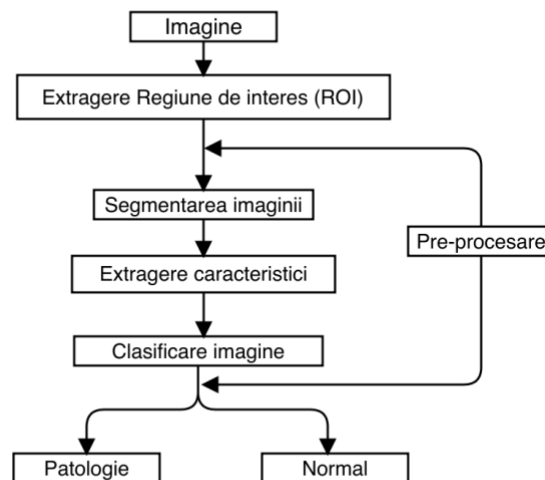 Imagine
Extragere Regiune de interes (ROI)
Segmentarea imaginii
Pre-procesare
Extragere caracteristici
Clasificare imagine
Patologie
Normal